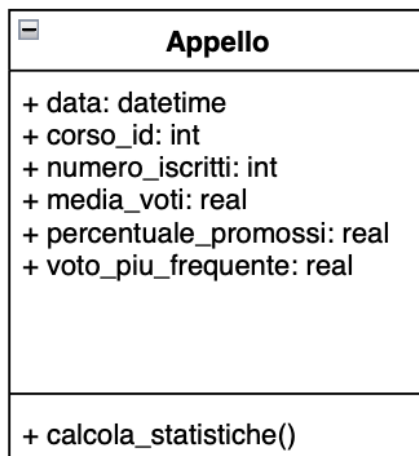 Appello
+ data: datetime
+ corso_id: int
+ numero_iscritti: int
+ media_voti: real
+ percentuale_promossi: real
+ voto_piu_frequente: real
+ calcola_statistiche()